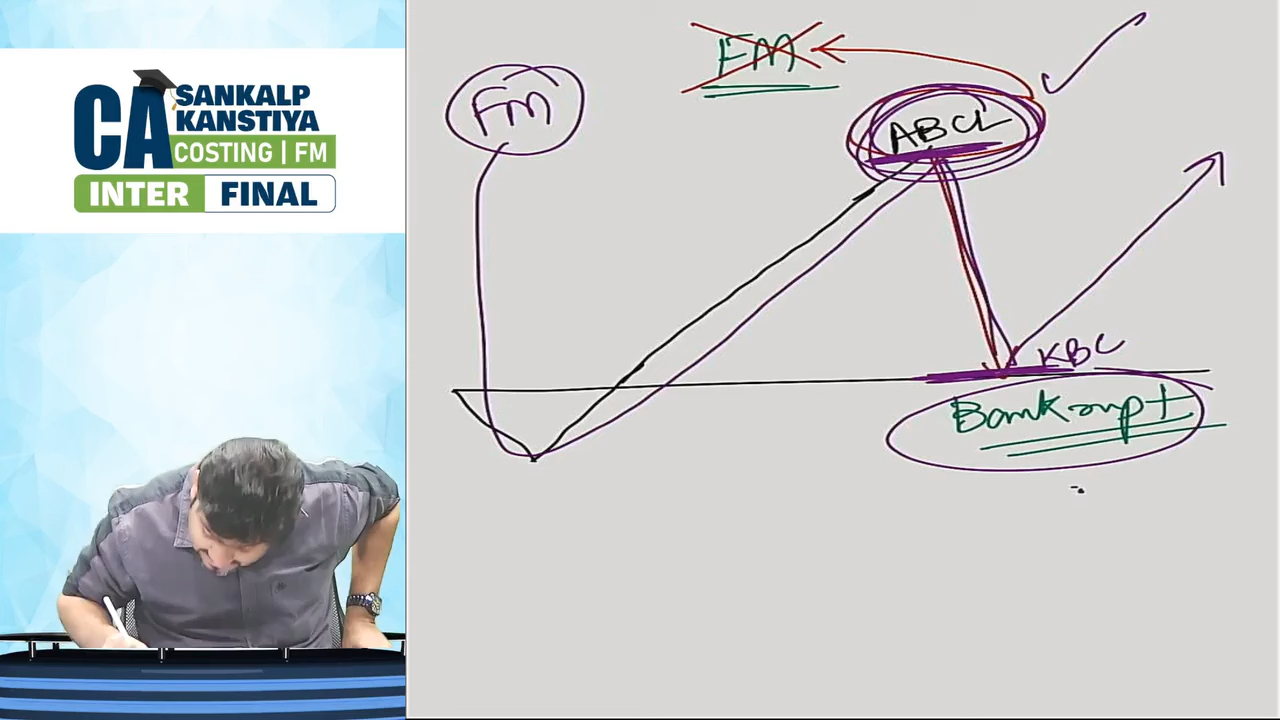 CA SANKALP
KANSTIYA
COSTING | FM
INTER FINAL
FM
FM
ABCL
KBC
Bankrupt